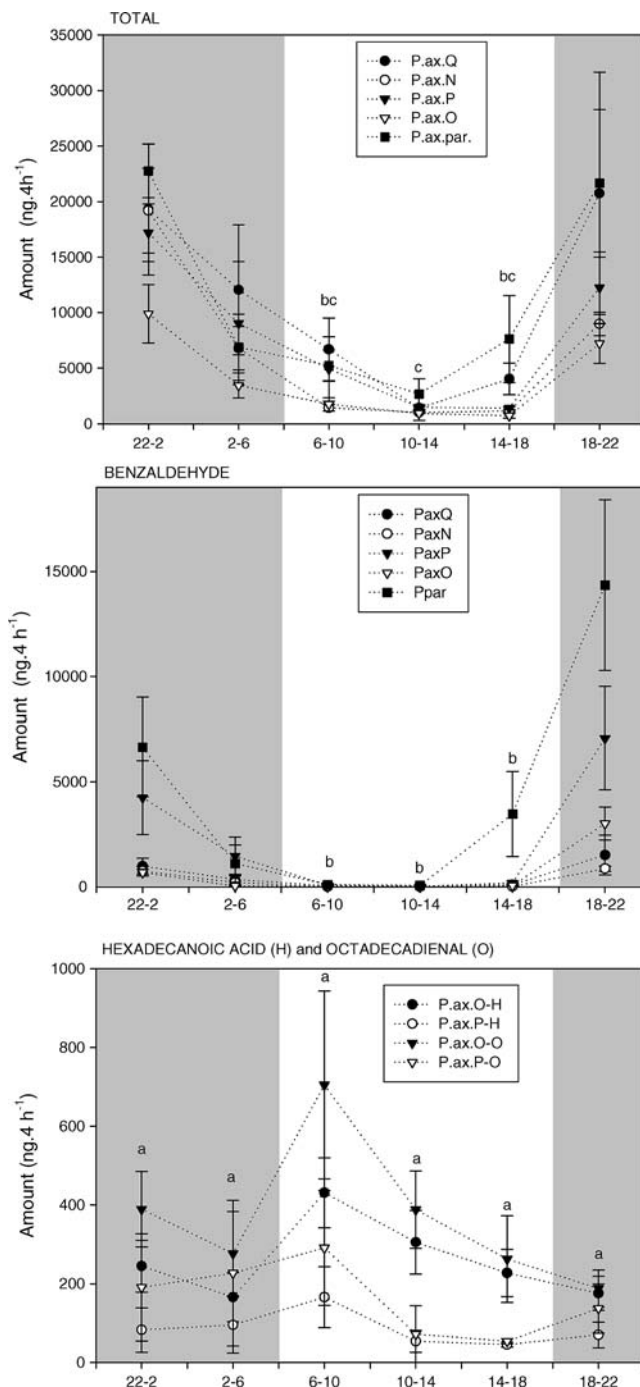 TOTAL
35000
30000
25000
20000
15000
10000
5000
0
Amount (ng.4h⁻¹)
P.ax.Q
P.ax.N
P.ax.P
P.ax.O
P.ax.par.
bc
c
bc
22-2 2-6 6-10 10-14 14-18 18-22
BENZALDEHYDE
15000
10000
5000
0
Amount (ng.4 h⁻¹)
PaxQ
PaxN
PaxP
PaxO
Ppar
b
b
b
22-2 2-6 6-10 10-14 14-18 18-22
HEXADECANOIC ACID (H) and OCTADECADIENAL (O)
1000
800
600
400
200
0
Amount (ng.4 h⁻¹)
P.ax.O-H
P.ax.P-H
P.ax.O-O
P.ax.P-O
a
a
a
a
a
a
22-2 2-6 6-10 10-14 14-18 18-22